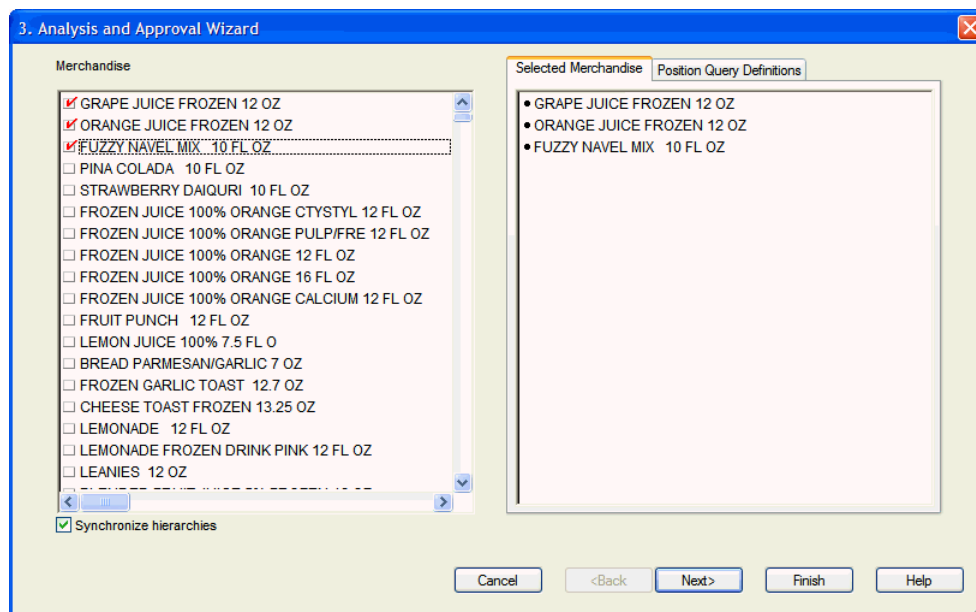 3. Analysis and Approval Wizard
Merchandise
GRAPE JUICE FROZEN 12 OZ
ORANGE JUICE FROZEN 12 OZ
FUZZY NAVEL MIX 10 FL OZ
PINA COLADA 10 FL OZ
STRAWBERRY DAIQURI 10 FL OZ
FROZEN JUICE 100% ORANGE CTYSTYL 12 FL OZ
FROZEN JUICE 100% ORANGE PULP/FRE 12 FL OZ
FROZEN JUICE 100% ORANGE 12 FL OZ
FROZEN JUICE 100% ORANGE 16 FL OZ
FROZEN JUICE 100% ORANGE CALCIUM 12 FL OZ
FRUIT PUNCH 12 FL OZ
LEMON JUICE 100% 7.5 FL O
BREAD PARMESAN/GARLIC 7 OZ
FROZEN GARLIC TOAST 12.7 OZ
CHEESE TOAST FROZEN 13.25 OZ
LEMONADE 12 FL OZ
LEMONADE FROZEN DRINK PINK 12 FL OZ
LEANIES 12 OZ
Synchronize hierarchies
Selected Merchandise Position Query Definitions
• GRAPE JUICE FROZEN 12 OZ
• ORANGE JUICE FROZEN 12 OZ
• FUZZY NAVEL MIX 10 FL OZ
Cancel <Back Next> Finish Help